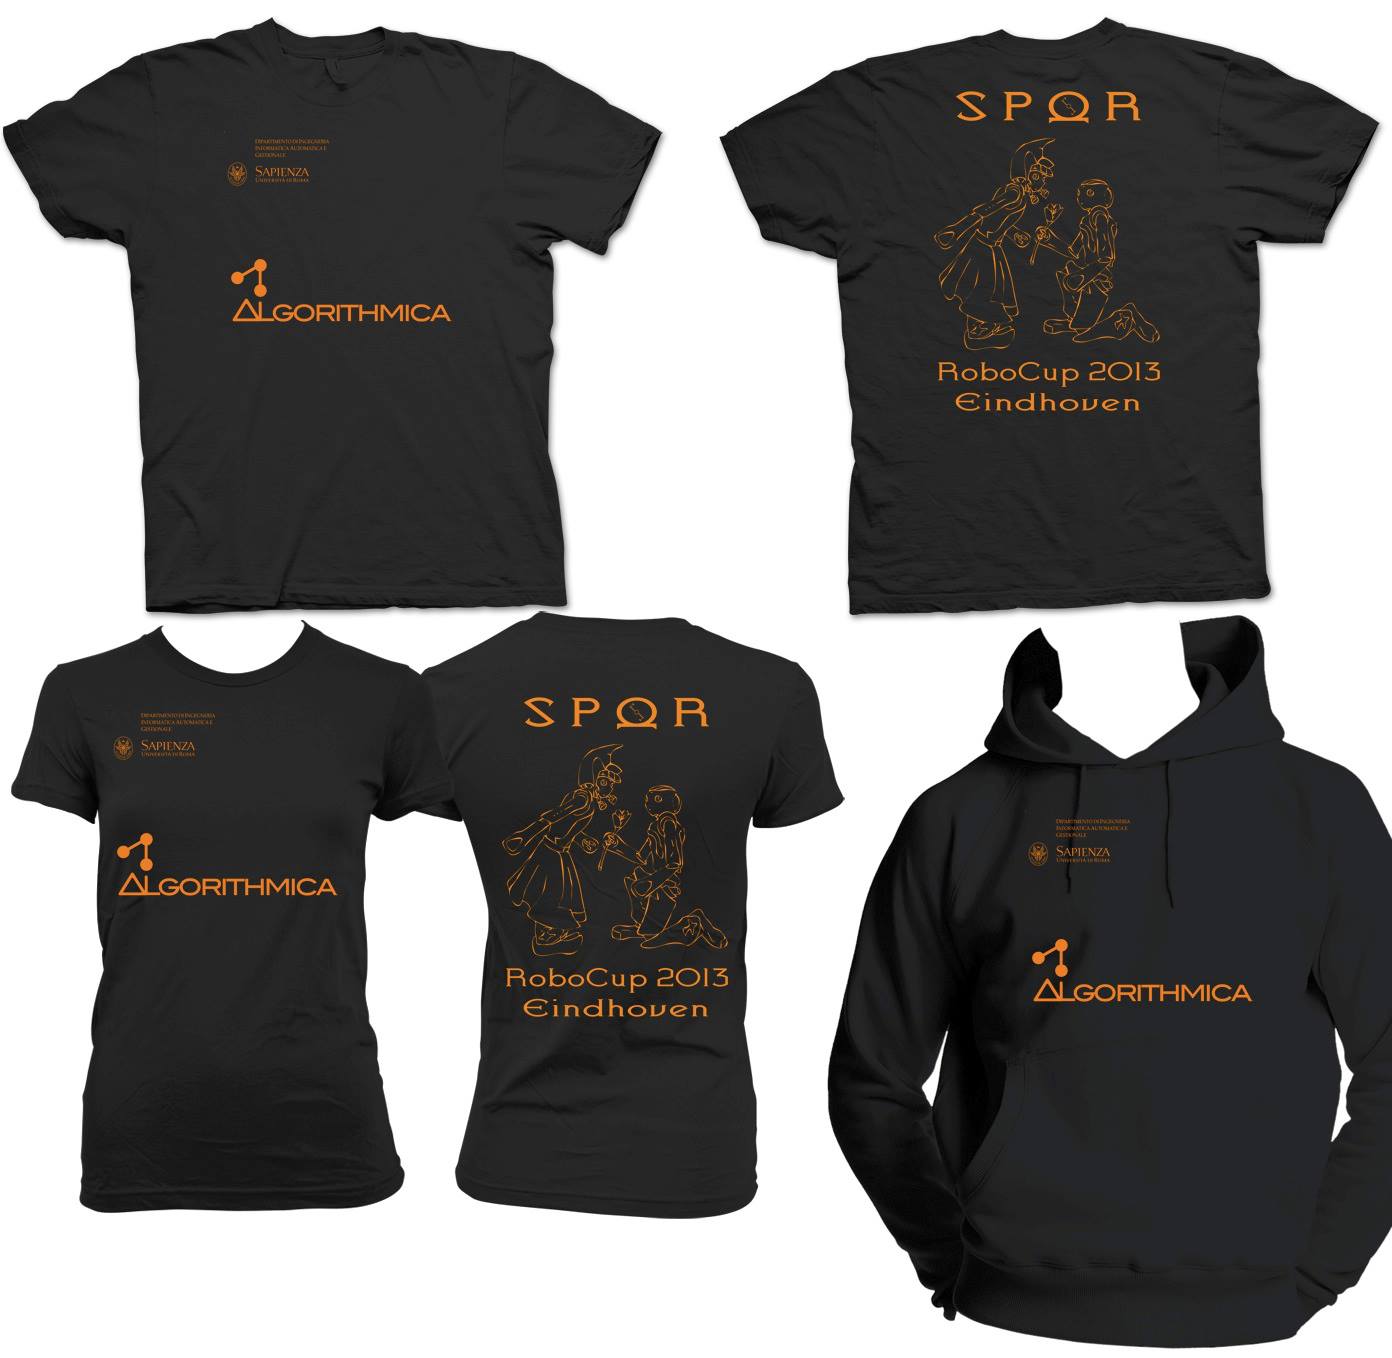 DIPARTIMENTO DI INGEGNERIA
INFORMATICA AUTOMATICA E
GESTIONALE
SAPIENZA
UNIVERSITÀ DI ROMA
ALGORITHMICA
SPQR
RoboCup 2013
Eindhoven
DIPARTIMENTO DI INGEGNERIA
INFORMATICA AUTOMATICA E
GESTIONALE
SAPIENZA
UNIVERSITÀ DI ROMA
ALGORITHMICA
SPQR
RoboCup 2013
Eindhoven
DIPARTIMENTO DI INGEGNERIA
INFORMATICA AUTOMATICA E
GESTIONALE
SAPIENZA
UNIVERSITÀ DI ROMA
ALGORITHMICA